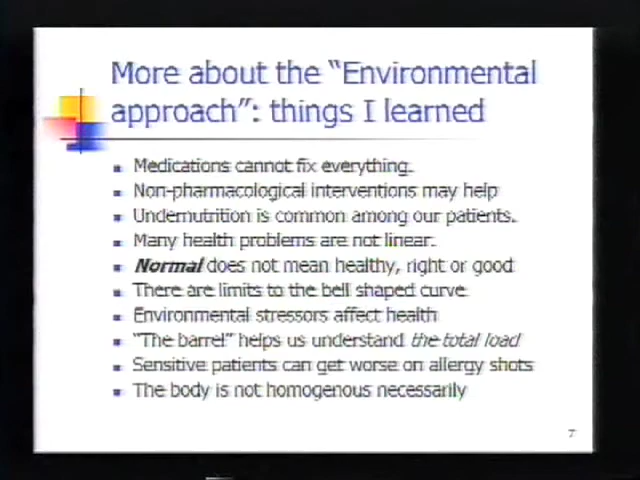 More about the “Environmental
approach”: things I learned
Medications cannot fix everything.
Non-pharmacological interventions may help
Undernutrition is common among our patients.
Many health problems are not linear.
Normal does not mean healthy, right or good
There are limits to the bell shaped curve
Environmental stressors affect health
“The barrel” helps us understand the total load
Sensitive patients can get worse on allergy shots
The body is not homogenous necessarily
7